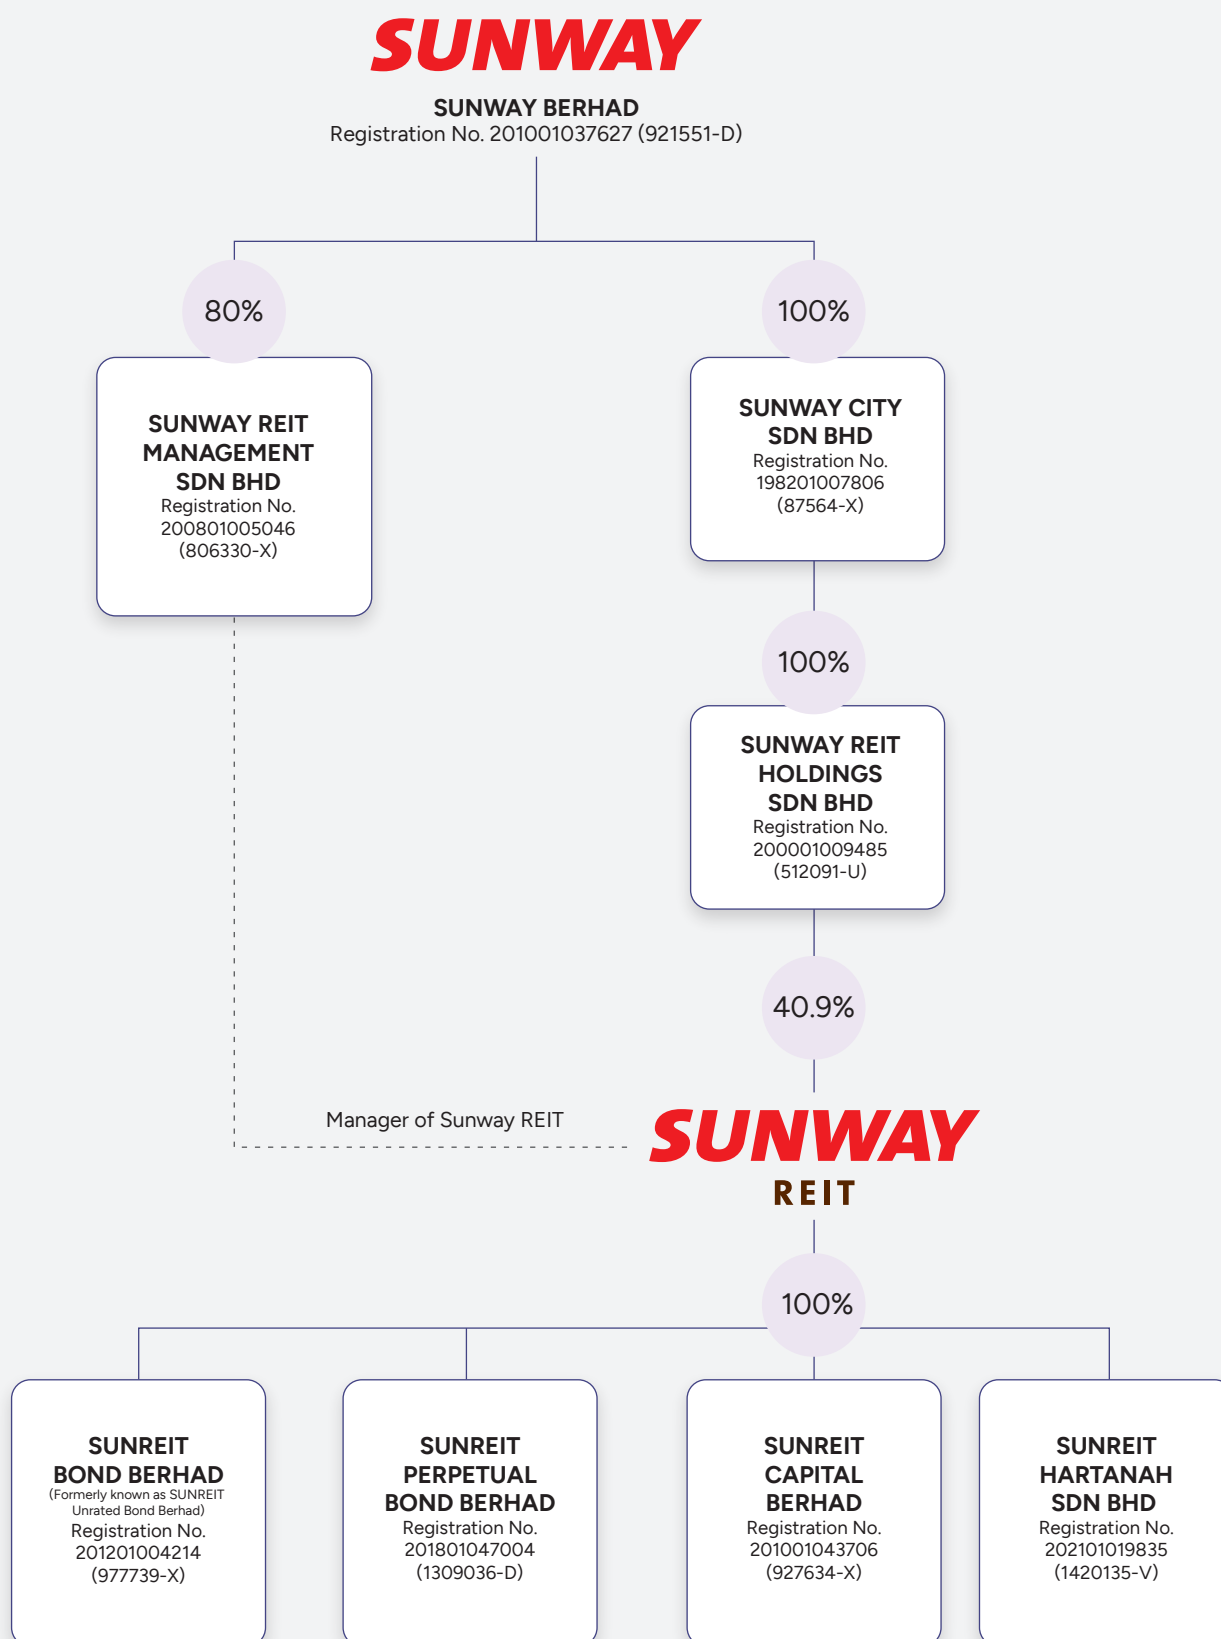 SUNWAY
SUNWAY BERHAD
Registration No. 201001037627 (921551-D)
80%
100%
SUNWAY REIT
MANAGEMENT
SDN BHD
Registration No.
200801005046
(806330-X)
SUNWAY CITY
SDN BHD
Registration No.
198201007806
(87564-X)
100%
SUNWAY REIT
HOLDINGS
SDN BHD
Registration No.
200001009485
(512091-U)
40.9%
Manager of Sunway REIT
SUNWAY
REIT
100%
SUNREIT
BOND BERHAD
(Formerly known as SUNREIT
Unrated Bond Berhad)
Registration No.
201201004214
(977739-X)
SUNREIT
PERPETUAL
BOND BERHAD
Registration No.
201801047004
(1309036-D)
SUNREIT
CAPITAL
BERHAD
Registration No.
201001043706
(927634-X)
SUNREIT
HARTANAH
SDN BHD
Registration No.
202101019835
(1420135-V)